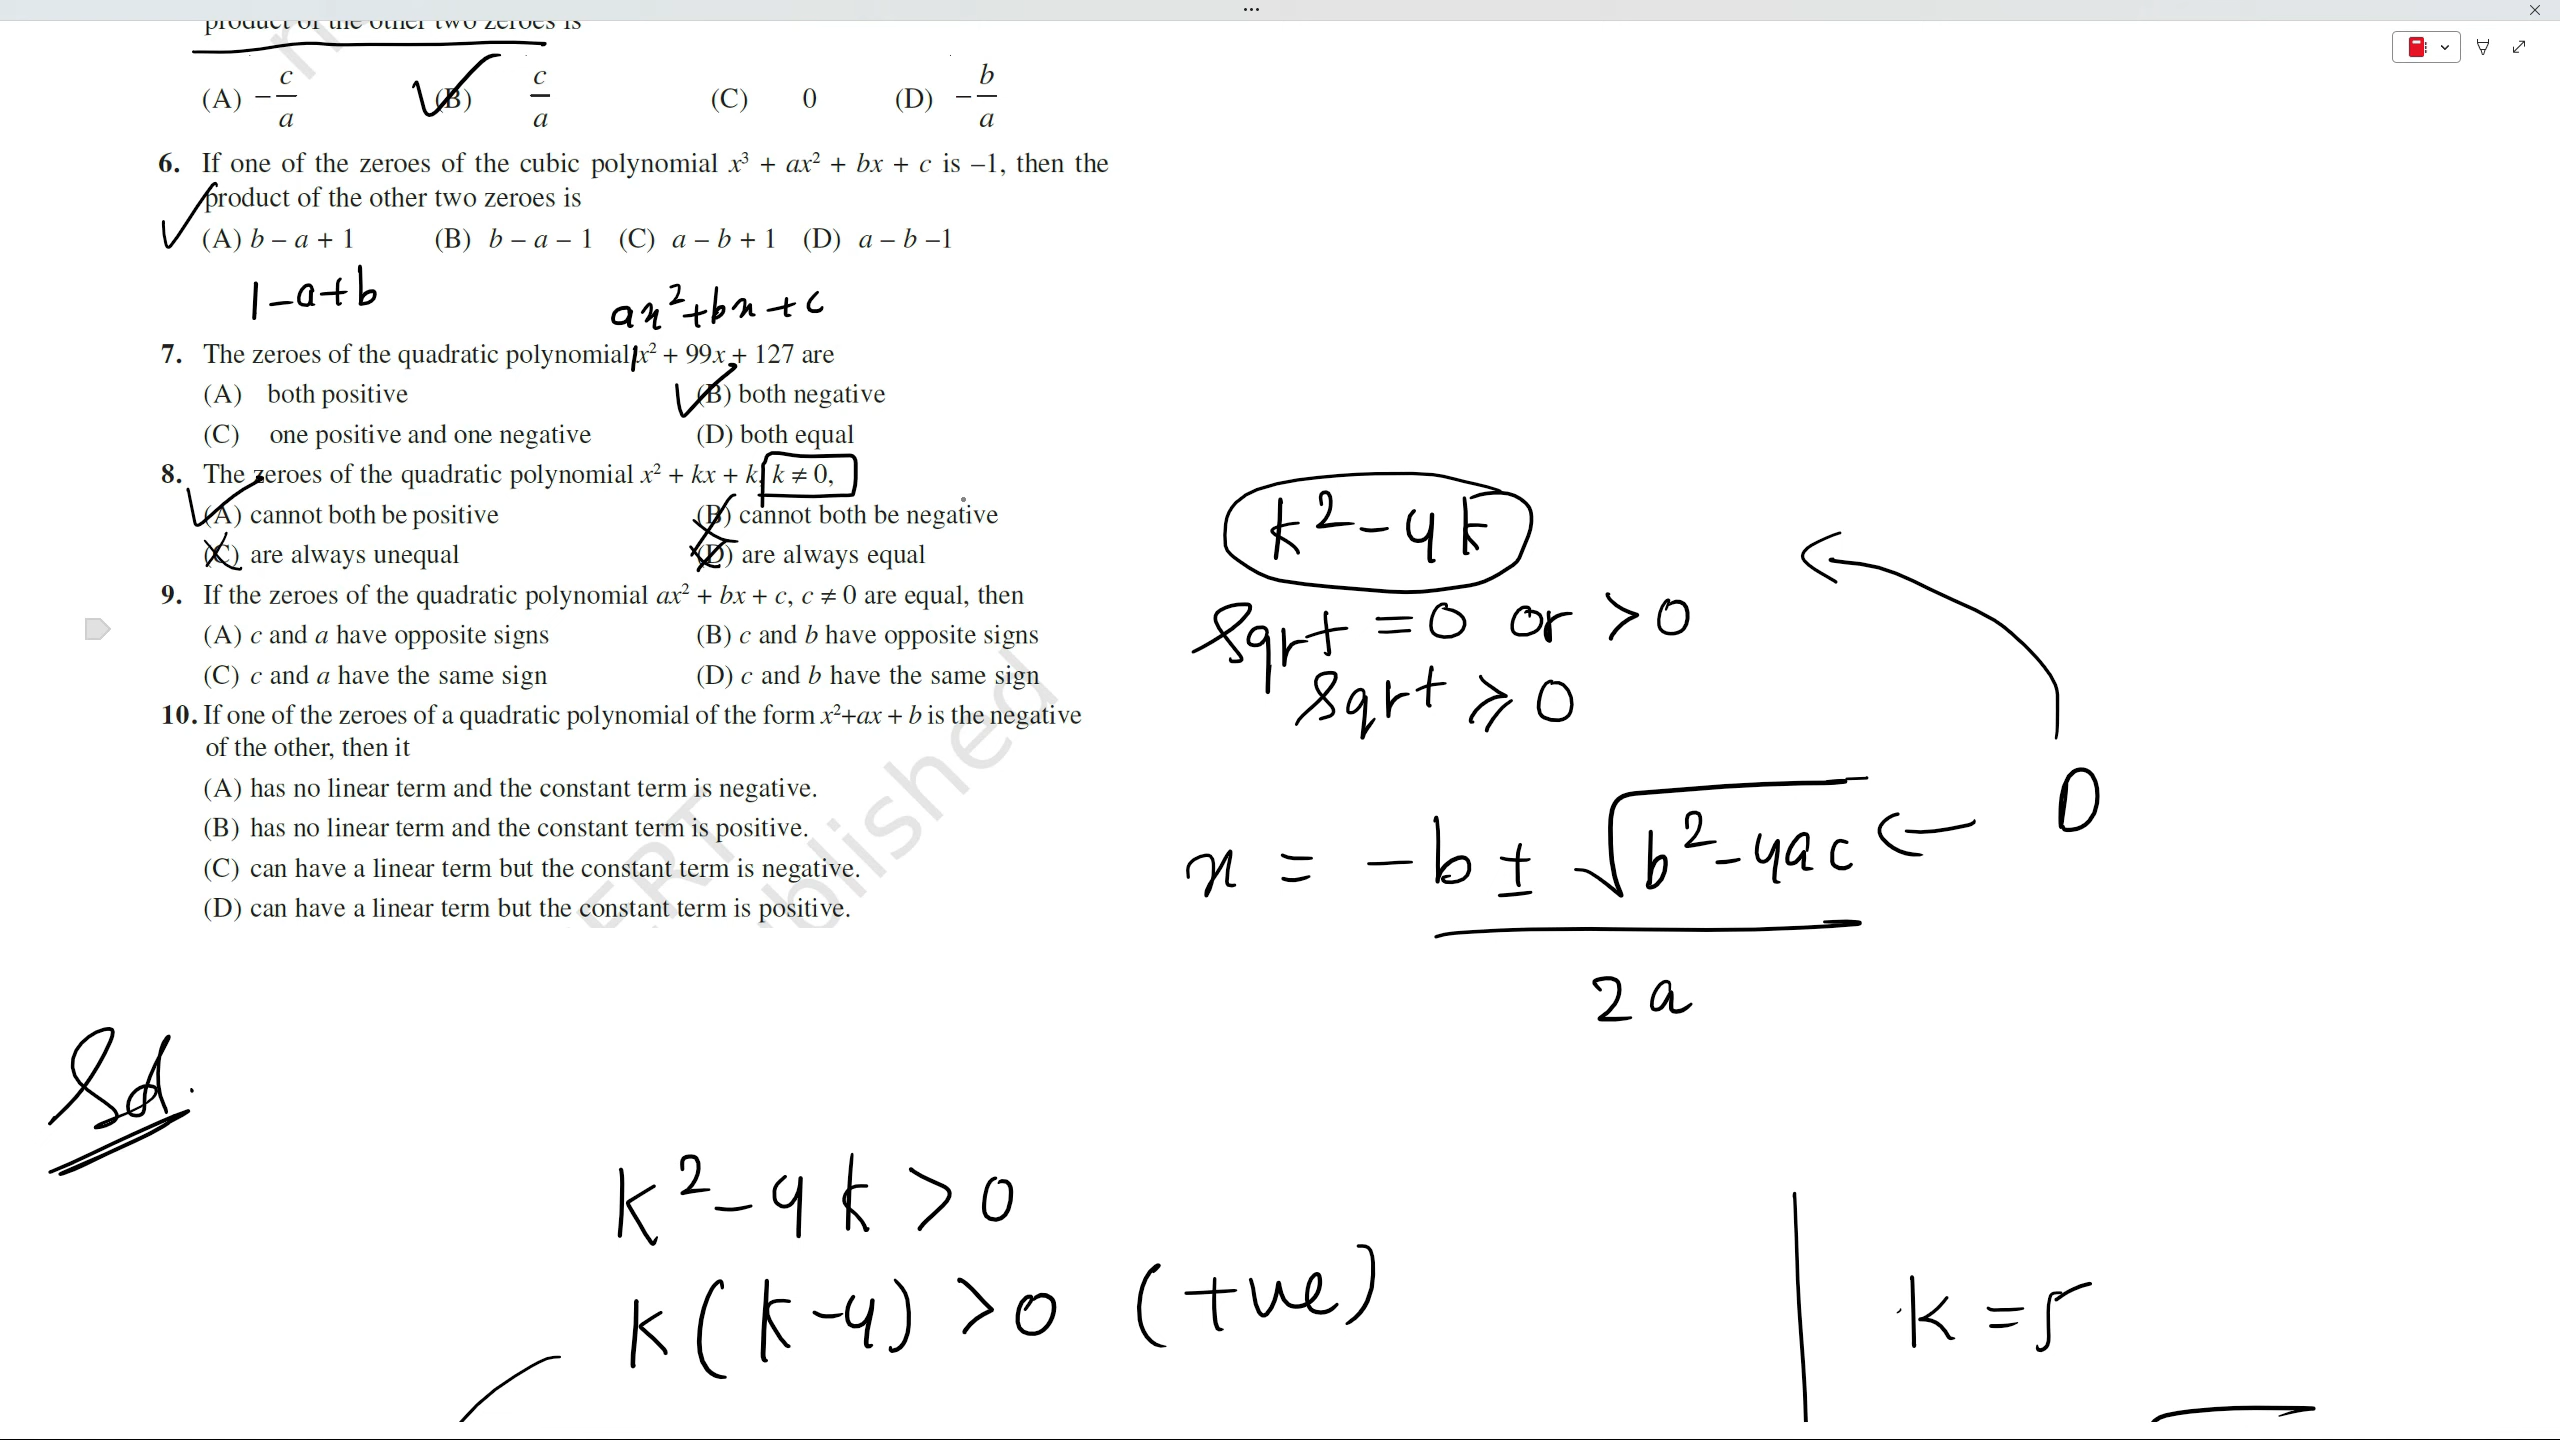 product of the other two zeroes is
(A) –c/a (B) c/a (C) 0 (D) –b/a
6. If one of the zeroes of the cubic polynomial x³ + ax² + bx + c is –1, then the
product of the other two zeroes is
(A) b – a + 1 (B) b – a – 1 (C) a – b + 1 (D) a – b –1
1-a+b
ax²+bx+c
7. The zeroes of the quadratic polynomial x² + 99x + 127 are
(A) both positive (B) both negative
(C) one positive and one negative (D) both equal
8. The zeroes of the quadratic polynomial x² + kx + k, k ≠ 0,
(A) cannot both be positive (B) cannot both be negative
(C) are always unequal (D) are always equal
9. If the zeroes of the quadratic polynomial ax² + bx + c, c ≠ 0 are equal, then
(A) c and a have opposite signs (B) c and b have opposite signs
(C) c and a have the same sign (D) c and b have the same sign
10. If one of the zeroes of a quadratic polynomial of the form x²+ax + b is the negative
of the other, then it
(A) has no linear term and the constant term is negative.
(B) has no linear term and the constant term is positive.
(C) can have a linear term but the constant term is negative.
(D) can have a linear term but the constant term is positive.
k²-4k
sqrt = 0 or > 0
sqrt ⩾ 0
D
x = -b ± √b²-4ac
2a
Sol.
k²-4k > 0
k(k-4) > 0 (+ve)
k = 5